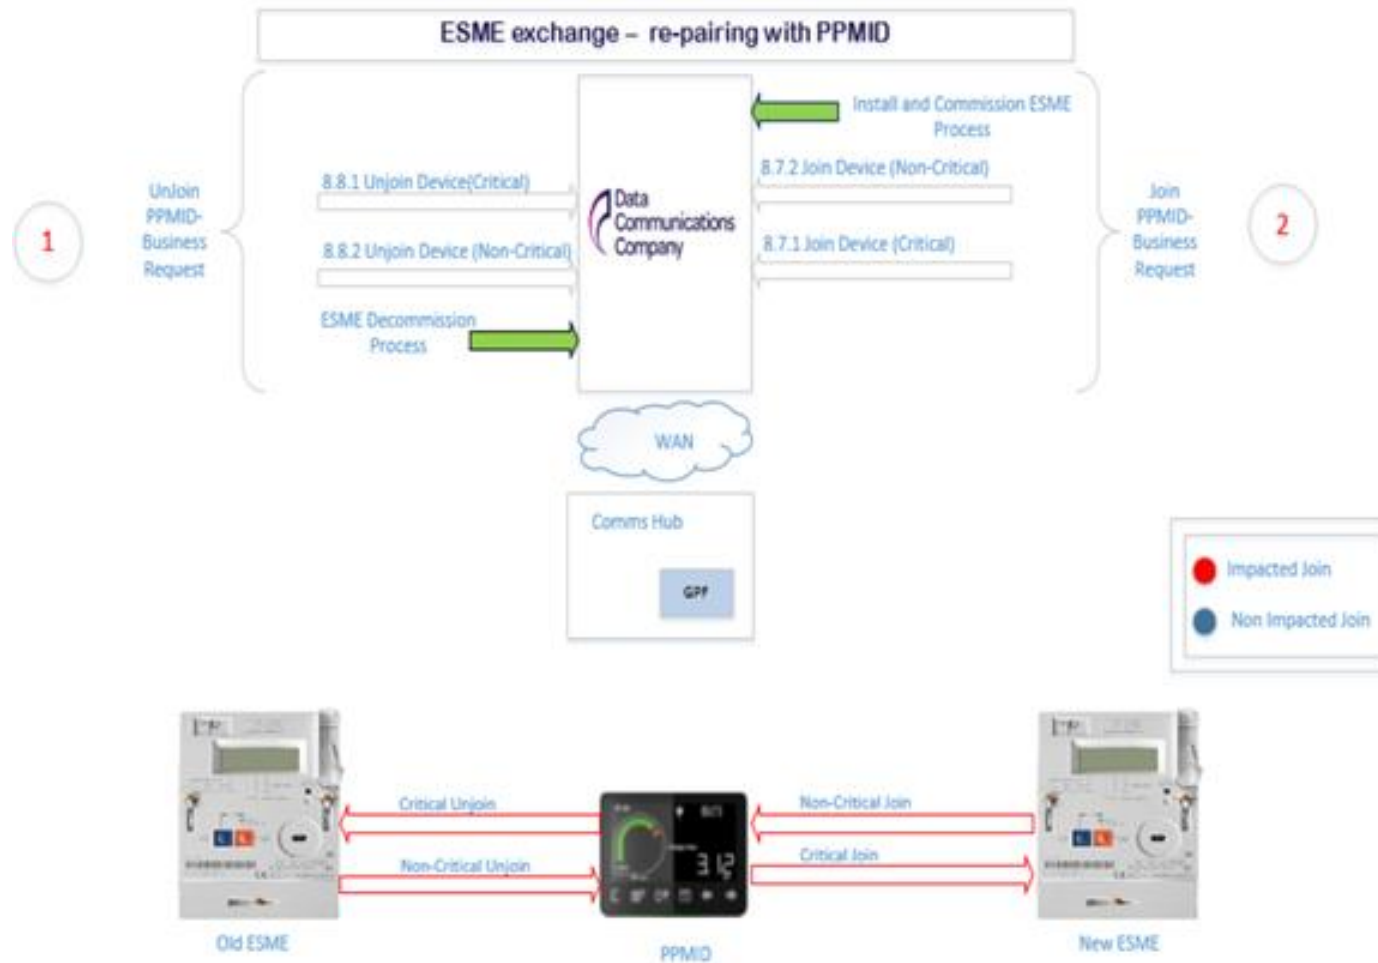 ESME exchange – re-pairing with PPMID
Install and Commission ESME
Process
8.8.1 Unjoin Device(Critical)
8.7.2 Join Device (Non-Critical)
UnJoin
PPMID-
Business
Request
1
Data
Communications
Company
Join
PPMID-
Business
Request
2
8.8.2 Unjoin Device (Non-Critical)
8.7.1 Join Device (Critical)
ESME Decommission
Process
WAN
Comms Hub
GPF
Impacted Join
Non Impacted Join
Critical Unjoin
Non-Critical Join
Non-Critical Unjoin
Critical Join
Old ESME
PPMID
New ESME